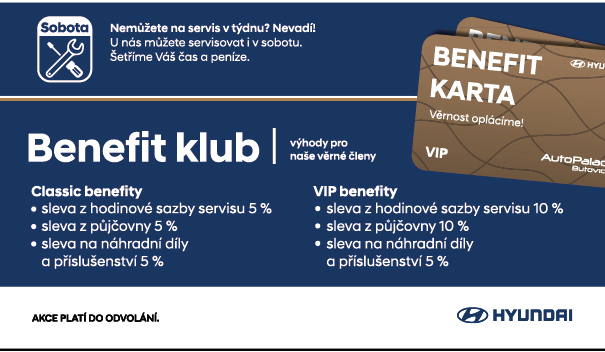 Sobota
Nemůžete na servis v týdnu? Nevadí!
U nás můžete servisovat i v sobotu.
Šetříme Váš čas a peníze.
BENEFIT
KARTA
Věrnost oplácíme!
VIP
HYU
AutoPalac
Butovic
Benefit klub
výhody pro
naše věrné členy
Classic benefity
• sleva z hodinové sazby servisu 5 %
• sleva z půjčovny 5 %
• sleva na náhradní díly
a příslušenství 5 %
VIP benefity
• sleva z hodinové sazby servisu 10 %
• sleva z půjčovny 10 %
• sleva na náhradní díly
a příslušenství 5 %
AKCE PLATÍ DO ODVOLÁNÍ.
HYUNDAI